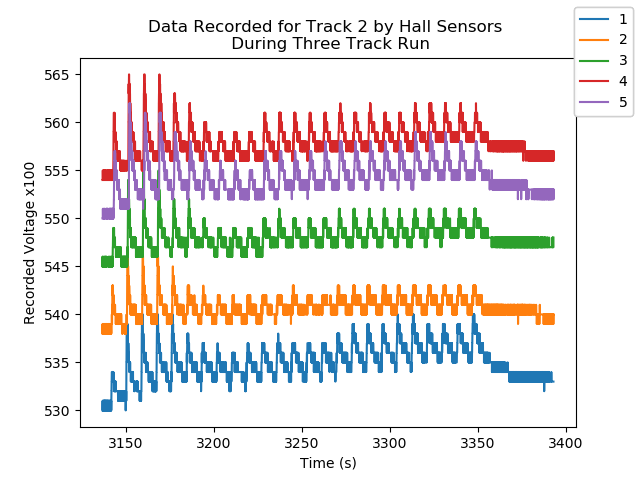 Data Recorded for Track 2 by Hall Sensors
During Three Track Run
1
2
3
4
5
565
560
555
550
545
540
535
530
Recorded Voltage x100
3150 3200 3250 3300 3350 3400
Time (s)